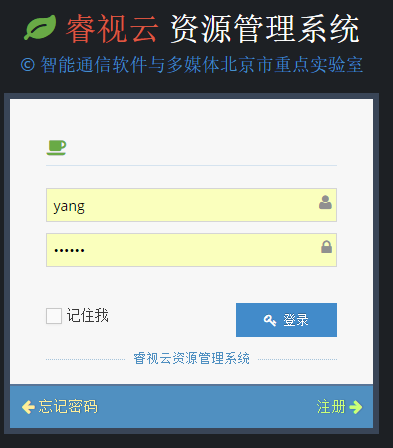 睿视云 资源管理系统
© 智能通信软件与多媒体北京市重点实验室
yang
••••••
记住我
登录
睿视云资源管理系统
忘记密码
注册